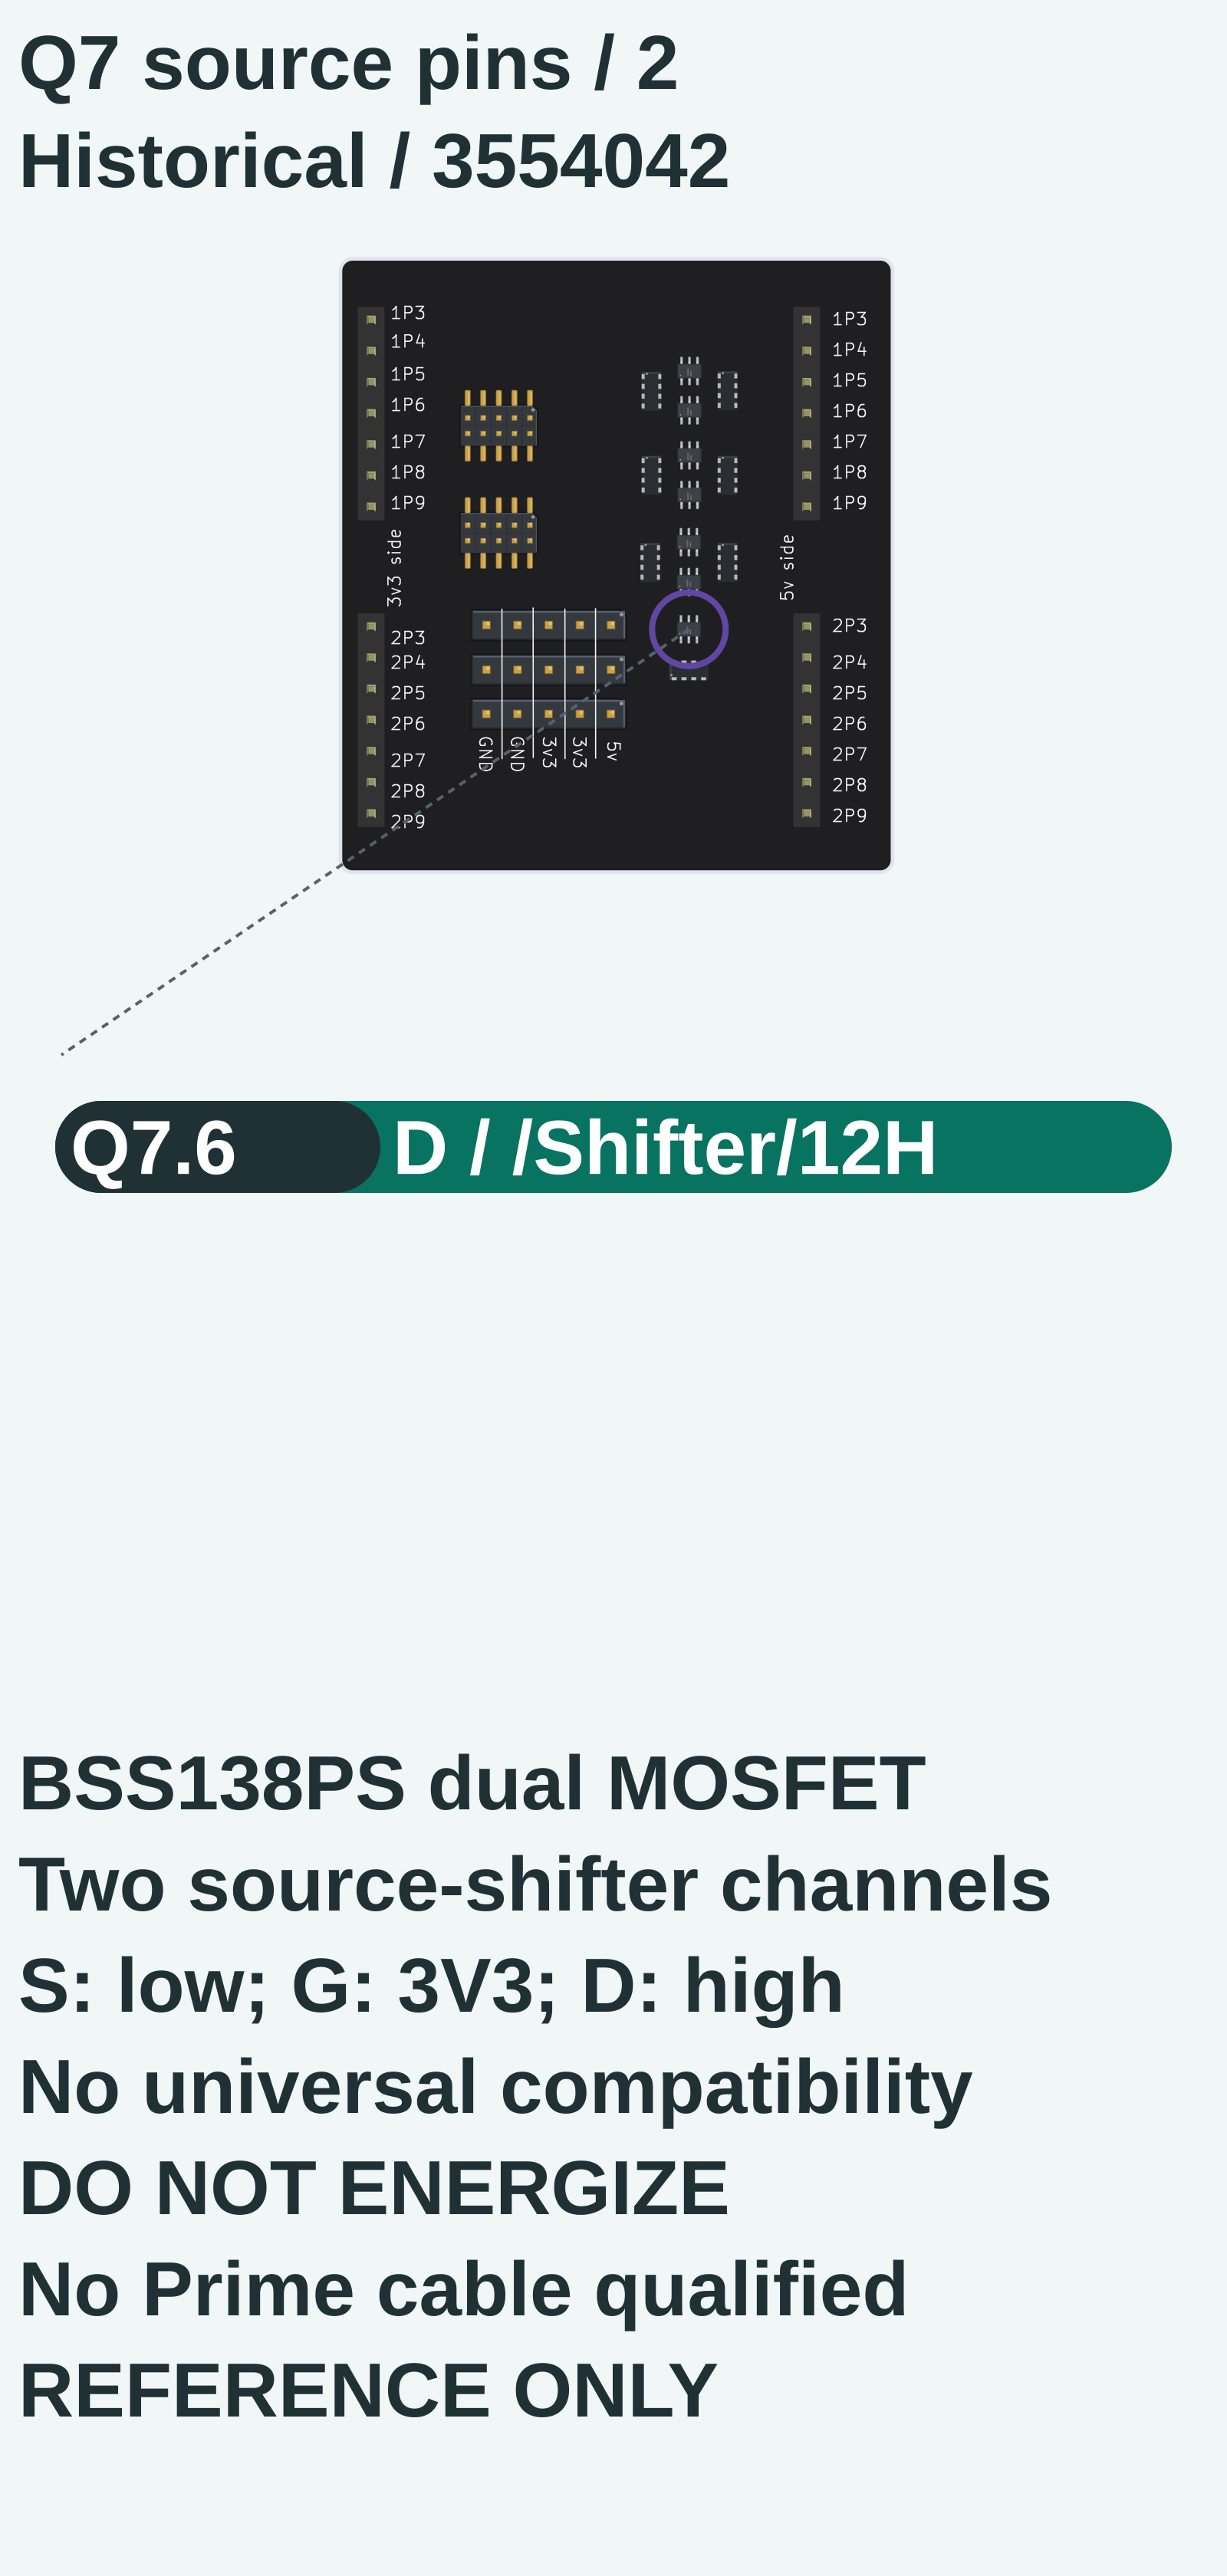 Q7 source pins / 2
Historical / 3554042
1P3
1P4
1P5
1P6
1P7
1P8
1P9
3v3 side
2P3
2P4
2P5
2P6
2P7
2P8
2P9
GND
GND
3v3
3v3
5v
1P3
1P4
1P5
1P6
1P7
1P8
1P9
5v side
2P3
2P4
2P5
2P6
2P7
2P8
2P9
Q7.6 D / /Shifter/12H
BSS138PS dual MOSFET
Two source-shifter channels
S: low; G: 3V3; D: high
No universal compatibility
DO NOT ENERGIZE
No Prime cable qualified
REFERENCE ONLY